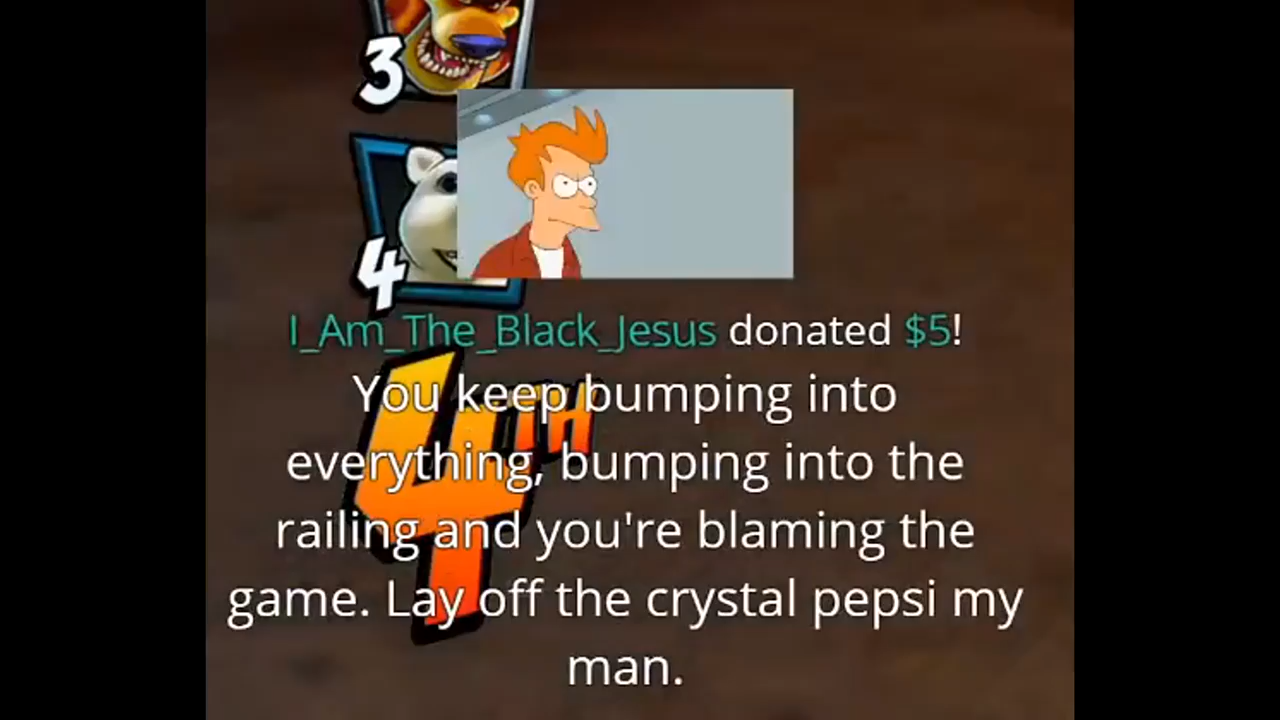 3
4
I_Am_The_Black_Jesus donated $5!
4TH
You keep bumping into
everything, bumping into the
railing and you're blaming the
game. Lay off the crystal pepsi my
man.